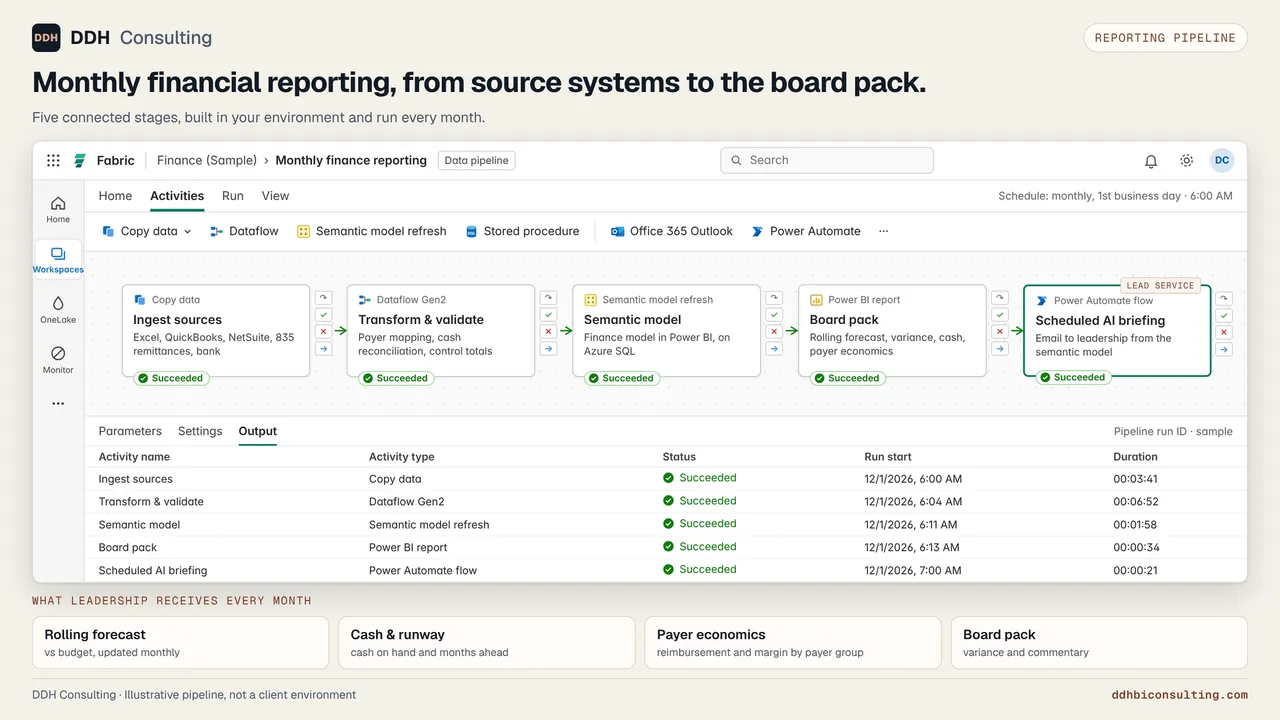 DDH DDH Consulting
REPORTING PIPELINE
Monthly financial reporting, from source systems to the board pack.
Five connected stages, built in your environment and run every month.
Fabric Finance (Sample) › Monthly finance reporting Data pipeline Search DC
Home Activities Run View Schedule: monthly, 1st business day · 6:00 AM
Copy data Dataflow Semantic model refresh Stored procedure Office 365 Outlook Power Automate ···
Home
Workspaces
OneLake
Monitor
Copy data
Ingest sources
Excel, QuickBooks, NetSuite, 835
remittances, bank
Succeeded
Dataflow Gen2
Transform & validate
Payer mapping, cash
reconciliation, control totals
Succeeded
Semantic model refresh
Semantic model
Finance model in Power BI, on
Azure SQL
Succeeded
Power BI report
Board pack
Rolling forecast, variance, cash,
payer economics
Succeeded
LEAD SERVICE
Power Automate flow
Scheduled AI briefing
Email to leadership from the
semantic model
Succeeded
Parameters Settings Output Pipeline run ID · sample
Activity name Activity type Status Run start Duration
Ingest sources Copy data Succeeded 12/1/2026, 6:00 AM 00:03:41
Transform & validate Dataflow Gen2 Succeeded 12/1/2026, 6:04 AM 00:06:52
Semantic model Semantic model refresh Succeeded 12/1/2026, 6:11 AM 00:01:58
Board pack Power BI report Succeeded 12/1/2026, 6:13 AM 00:00:34
Scheduled AI briefing Power Automate flow Succeeded 12/1/2026, 7:00 AM 00:00:21
WHAT LEADERSHIP RECEIVES EVERY MONTH
Rolling forecast
vs budget, updated monthly
Cash & runway
cash on hand and months ahead
Payer economics
reimbursement and margin by payer group
Board pack
variance and commentary
DDH Consulting · Illustrative pipeline, not a client environment
ddhbiconsulting.com